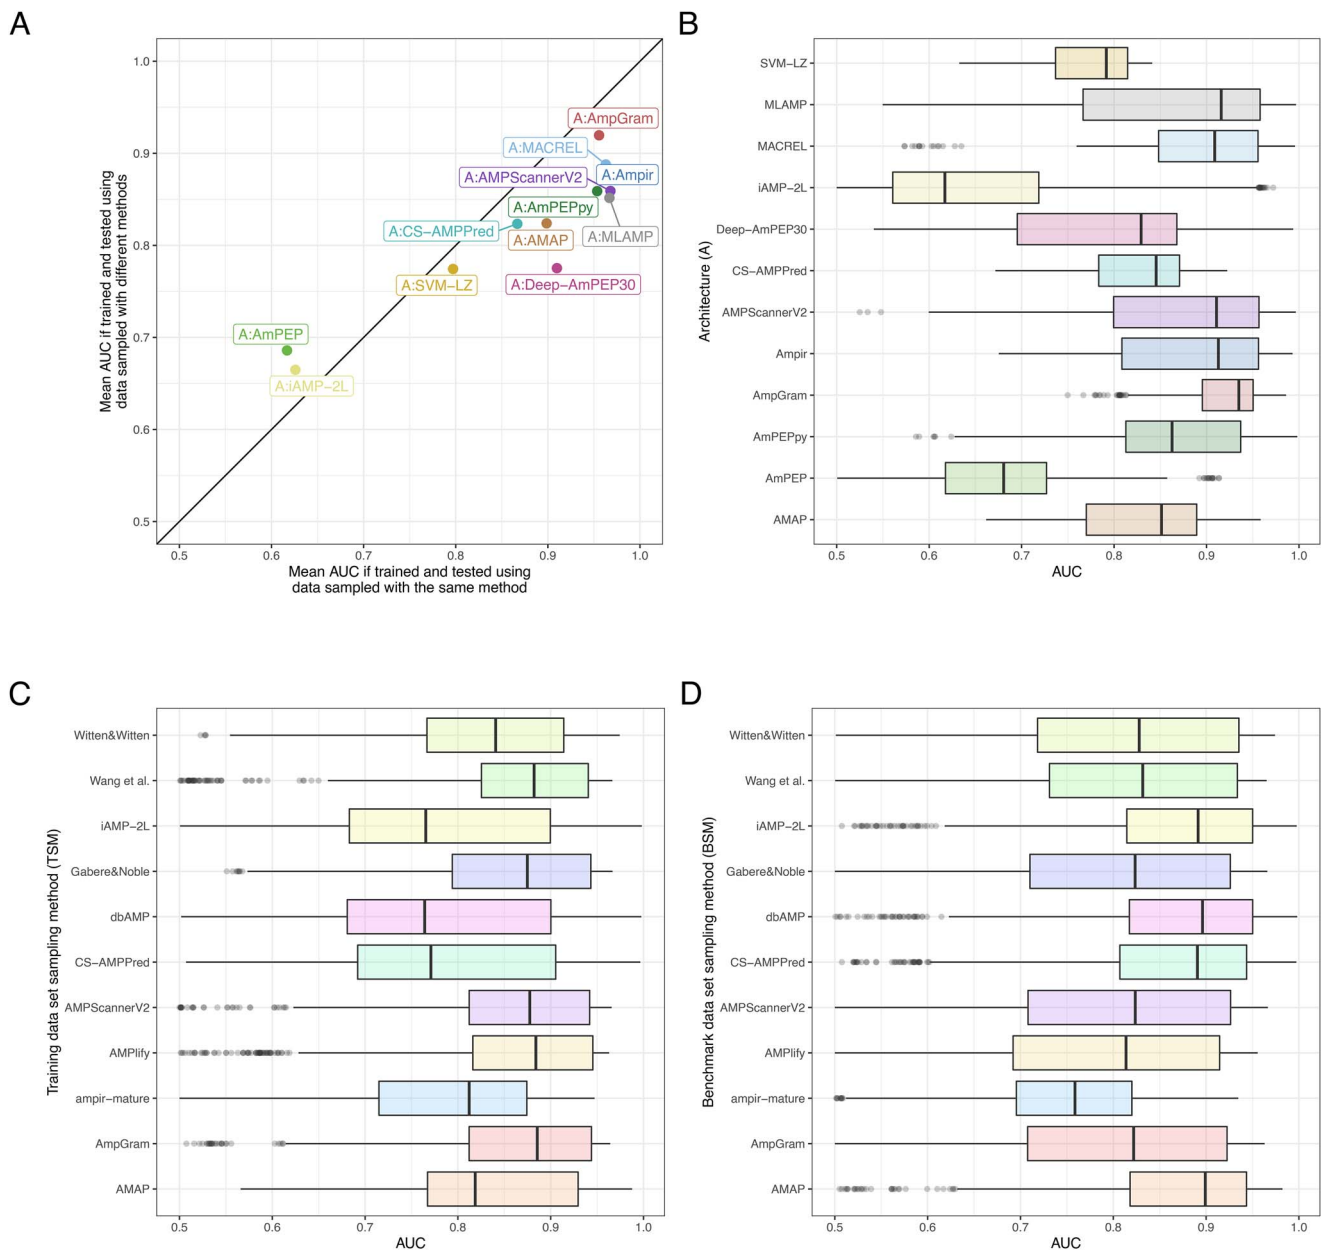 A
Mean AUC if trained and tested using
data sampled with different methods
1.0
0.9
0.8
0.7
0.6
0.5
A:AmpGram
A:MACREL
A:Ampir
A:AMPScannerV2
A:AmPEPpy
A:CS−AMPPred
A:AMAP
A:MLAMP
A:SVM−LZ
A:Deep−AmPEP30
A:AmPEP
A:iAMP−2L
0.5 0.6 0.7 0.8 0.9 1.0
Mean AUC if trained and tested using
data sampled with the same method
B
Architecture (A)
SVM−LZ
MLAMP
MACREL
iAMP−2L
Deep−AmPEP30
CS−AMPPred
AMPScannerV2
Ampir
AmpGram
AmPEPpy
AmPEP
AMAP
0.5 0.6 0.7 0.8 0.9 1.0
AUC
C
Training data set sampling method (TSM)
Witten&Witten
Wang et al.
iAMP−2L
Gabere&Noble
dbAMP
CS−AMPPred
AMPScannerV2
AMPlify
ampir−mature
AmpGram
AMAP
0.5 0.6 0.7 0.8 0.9 1.0
AUC
D
Benchmark data set sampling method (BSM)
Witten&Witten
Wang et al.
iAMP−2L
Gabere&Noble
dbAMP
CS−AMPPred
AMPScannerV2
AMPlify
ampir−mature
AmpGram
AMAP
0.5 0.6 0.7 0.8 0.9 1.0
AUC